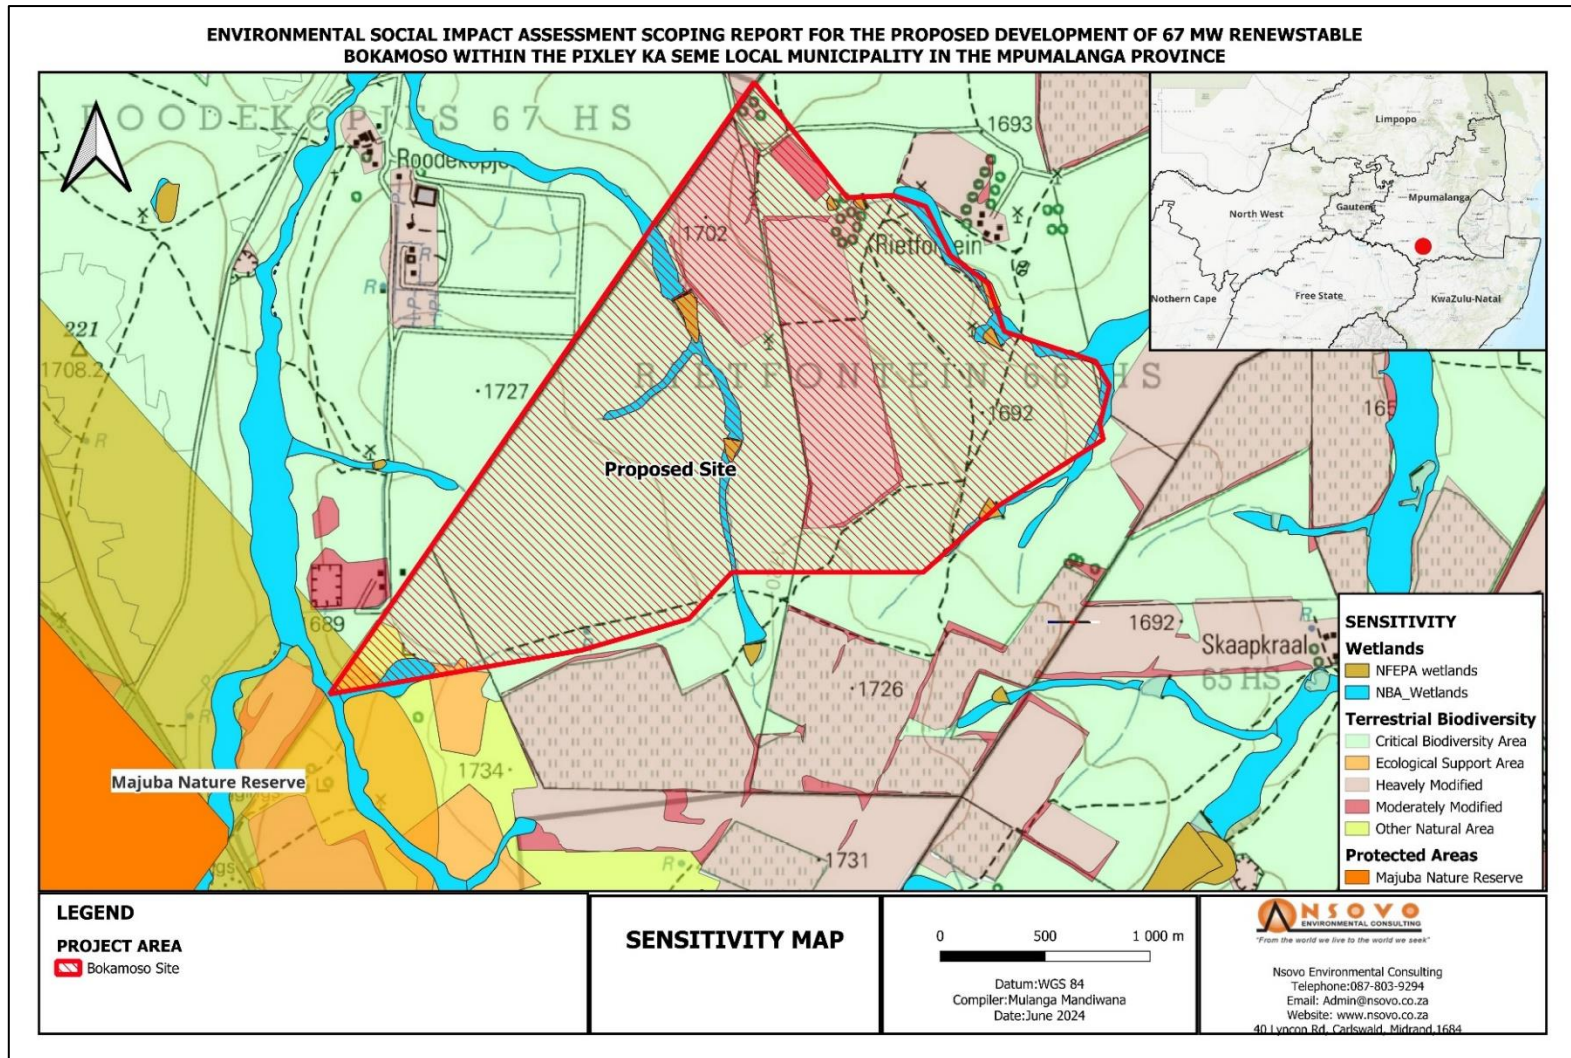 ENVIRONMENTAL SOCIAL IMPACT ASSESSMENT SCOPING REPORT FOR THE PROPOSED DEVELOPMENT OF 67 MW RENEWSTABLE
BOKAMOSO WITHIN THE PIXLEY KA SEME LOCAL MUNICIPALITY IN THE MPUMALANGA PROVINCE
ROODEKOPJES 67 HS
Roodekopje
1693
1702
Rietfontein
221
1708.2
1727
RIETFONTEIN 66 HS
1692
165
Proposed Site
1689
1692
Skaapkraal
65 HS
1726
1734
Majuba Nature Reserve
1731
Limpopo
North West
Gauteng
Mpumalanga
Nothern Cape
Free State
KwaZulu-Natal
SENSITIVITY
Wetlands
NFEPA wetlands
NBA_Wetlands
Terrestrial Biodiversity
Critical Biodiversity Area
Ecological Support Area
Heavely Modified
Moderately Modified
Other Natural Area
Protected Areas
Majuba Nature Reserve
LEGEND
PROJECT AREA
Bokamoso Site
SENSITIVITY MAP
0 500 1 000 m
Datum:WGS 84
Compiler:Mulanga Mandiwana
Date:June 2024
NSOVO
ENVIRONMENTAL CONSULTING
"From the world we live to the world we seek"
Nsovo Environmental Consulting
Telephone:087-803-9294
Email: Admin@nsovo.co.za
Website: www.nsovo.co.za
40 Lyncon Rd, Carlswald, Midrand,1684